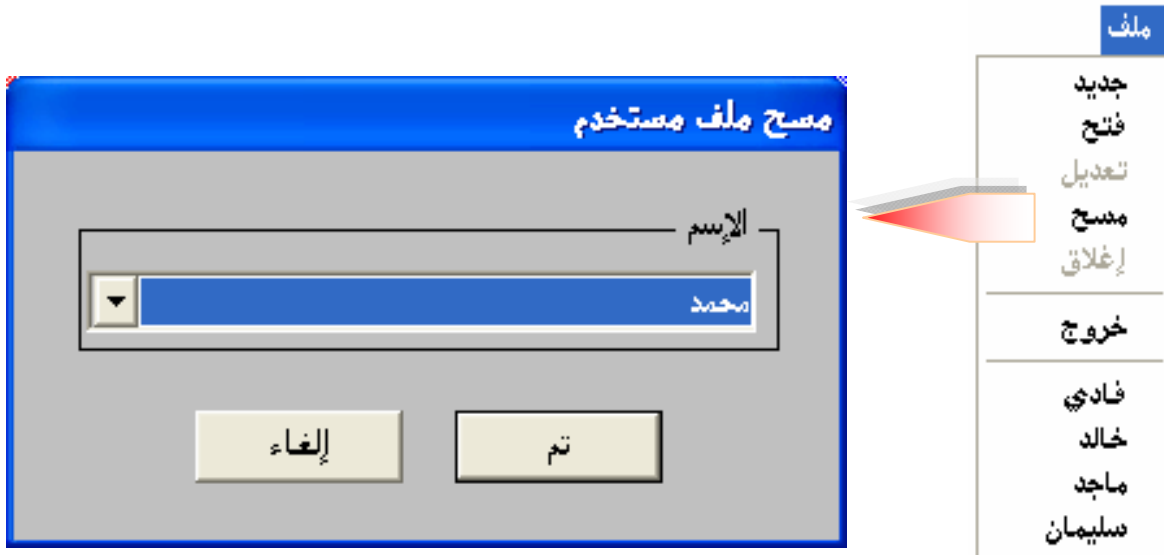 ملف
جديد
فتح
تعديل
مسح
إغلاق
خروج
فادي
خالد
ماجد
سليمان
مسح ملف مستخدم
الإسم
محمد
تم
إلغاء